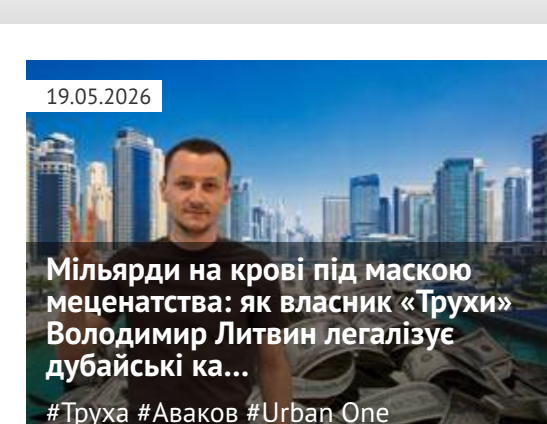 19.05.2026
Мільярди на крові під маскою
меценатства: як власник «Трухи»
Володимир Литвин легалізує
дубайські ка...
#Труха #Аваков #Urban One